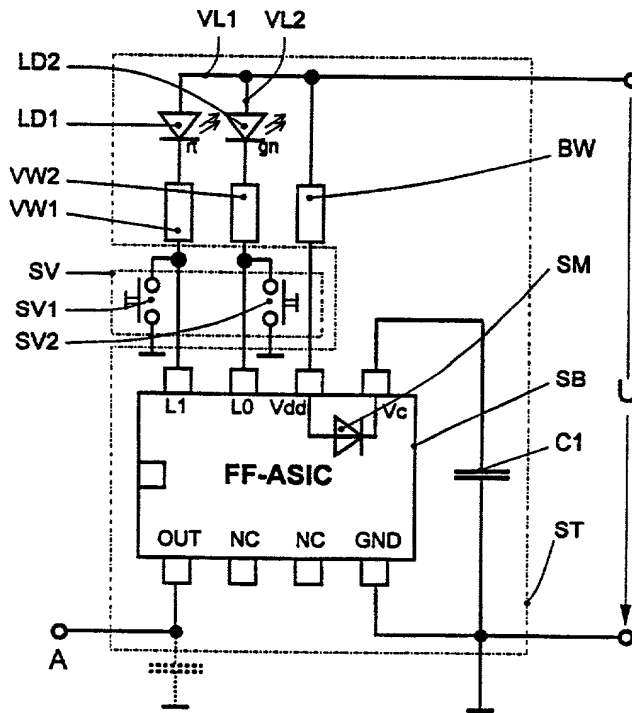 VL1 VL2
LD2
LD1
rt gn
BW
VW2
VW1
SV
SM
SV1
SV2
SB
L1 L0 Vdd Vc
U
FF-ASIC
C1
OUT NC NC GND
ST
A